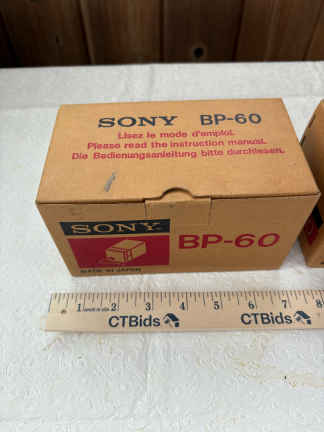 SONY BP-60
Lisez le mode d'emploi.
Please read the instruction manual.
Die Bedienungsanleitung bitte durchlesen.
SONY
BP-60
MADE IN JAPAN
1 2 3 4 5 6 7 8
CTBids CTBids